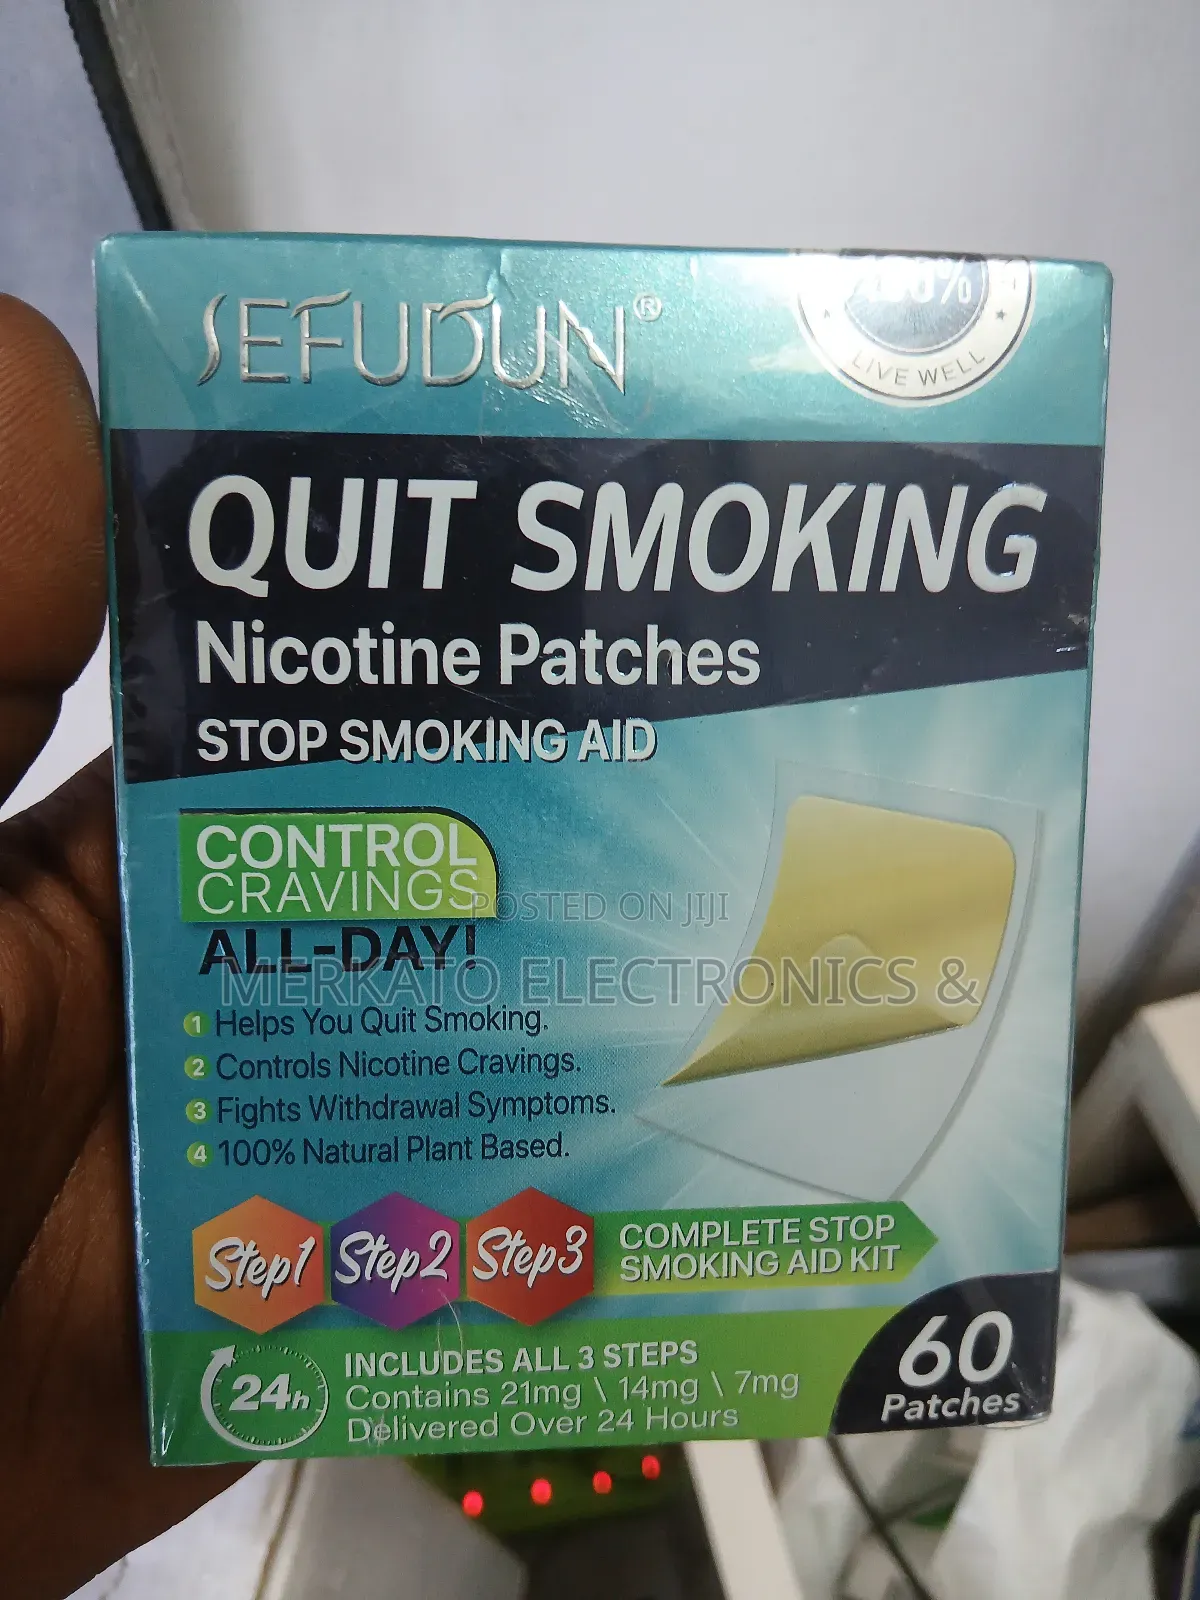 SEFUDUN®
100%
LIVE WELL
QUIT SMOKING
Nicotine Patches
STOP SMOKING AID
CONTROL
CRAVINGS
ALL-DAY!
POSTED ON JIJI
MERKATO ELECTRONICS &
1 Helps You Quit Smoking.
2 Controls Nicotine Cravings.
3 Fights Withdrawal Symptoms.
4 100% Natural Plant Based.
Step1 Step2 Step3
COMPLETE STOP
SMOKING AID KIT
24h
INCLUDES ALL 3 STEPS
Contains 21mg \ 14mg \ 7mg
Delivered Over 24 Hours
60
Patches